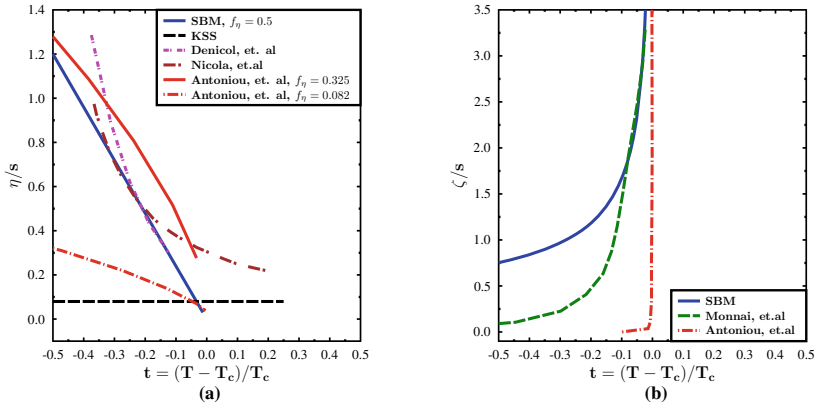 1.4
1.2
1.0
0.8
0.6
0.4
0.2
0.0
η/s
SBM, f_η = 0.5
KSS
Denicol, et. al
Nicola, et.al
Antoniou, et. al, f_η = 0.325
Antoniou, et. al, f_η = 0.082
-0.5 -0.4 -0.3 -0.2 -0.1 0.0 0.1 0.2 0.3 0.4 0.5
t = (T − T_c)/T_c
(a)
3.5
3.0
2.5
2.0
1.5
1.0
0.5
0.0
ζ/s
SBM
Monnai, et.al
Antoniou, et.al
-0.5 -0.4 -0.3 -0.2 -0.1 0.0 0.1 0.2 0.3 0.4 0.5
t = (T − T_c)/T_c
(b)